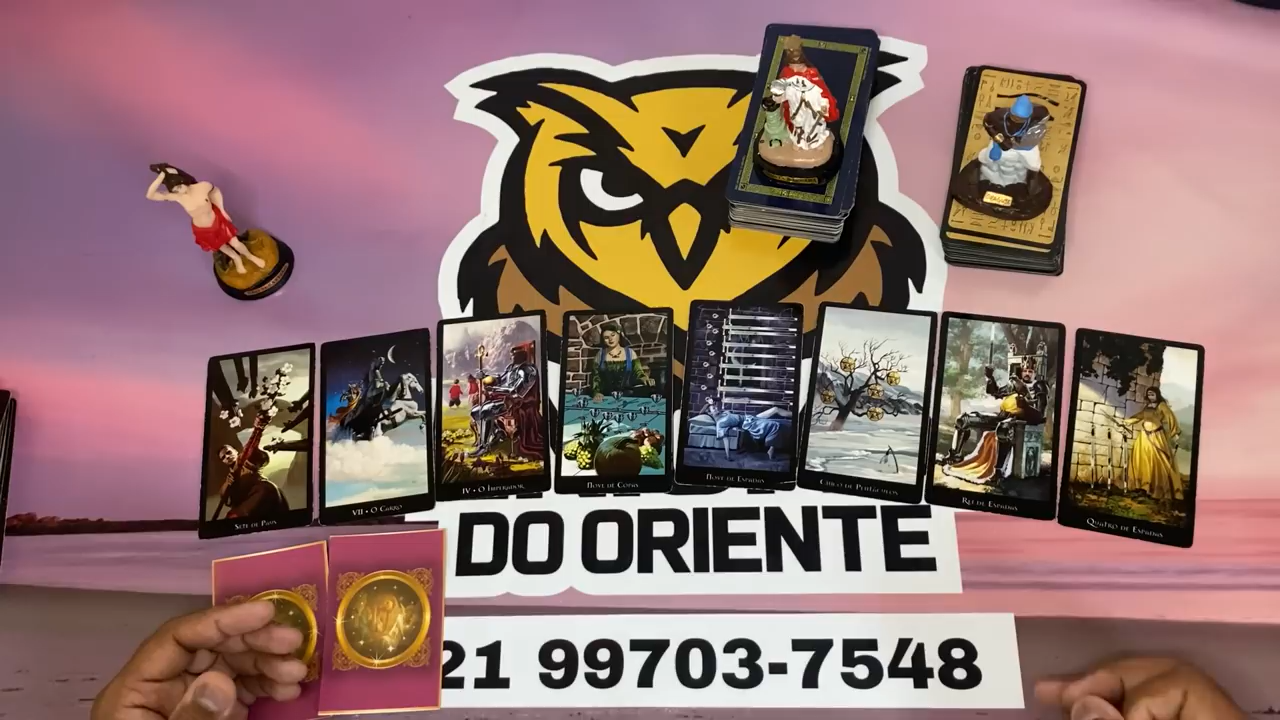 SETE DE PAUS
VII • O CARRO
IV • O IMPERADOR
NOVE DE COPAS
NOVE DE ESPADAS
CINCO DE PENTÁCULOS
REI DE ESPADAS
QUATRO DE ESPADAS
DO ORIENTE
21 99703-7548